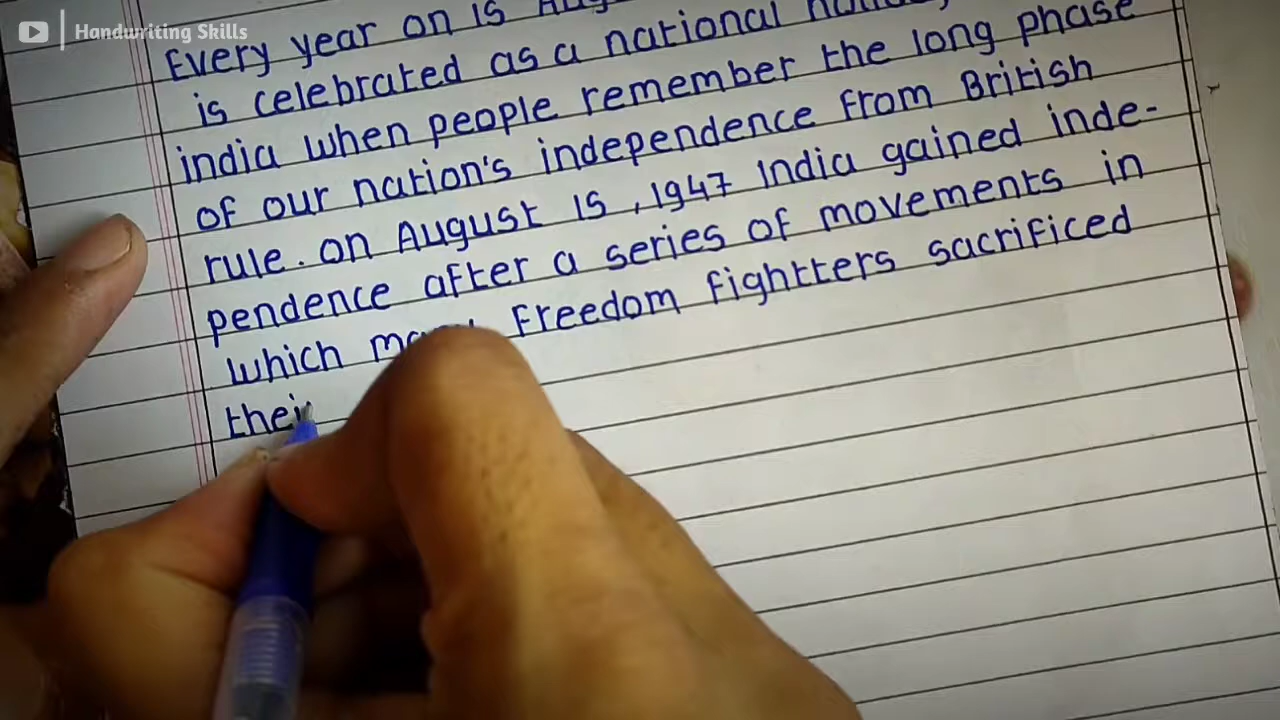 Handwriting Skills
Every year on 15
is celebrated as a national
india when people remember the long phase
of our nation's independence from British
rule. on August 15 ,1947 India gained inde-
pendence after a series of movements in
which Freedom fightters sacrificed
their